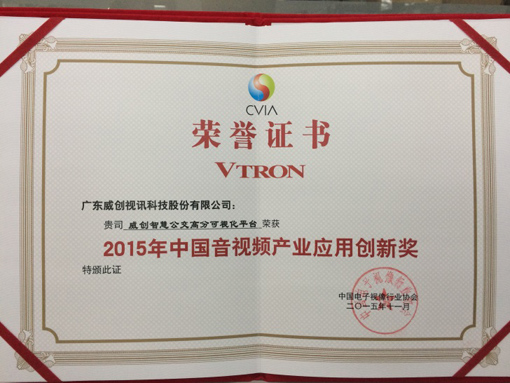 CVIA
荣誉证书
VTRON
广东威创视讯科技股份有限公司：
贵司 威创智慧公交高分可视化平台 荣获
2015年中国音视频产业应用创新奖
特颁此证
中国电子视像行业协会
二〇一五年十一月